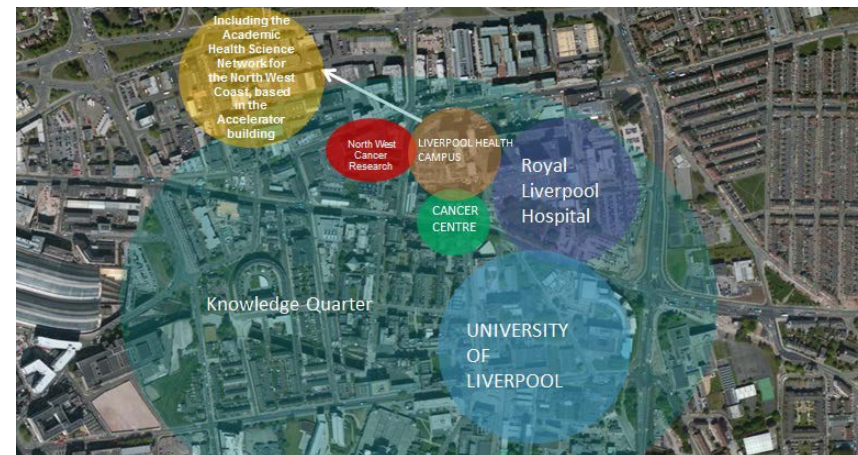 Including the
Academic
Health Science
Network for
the North West
Coast, based
in the
Accelerator
building
North West
Cancer
Research
LIVERPOOL HEALTH
CAMPUS
Royal
Liverpool
Hospital
CANCER
CENTRE
Knowledge Quarter
UNIVERSITY
OF
LIVERPOOL